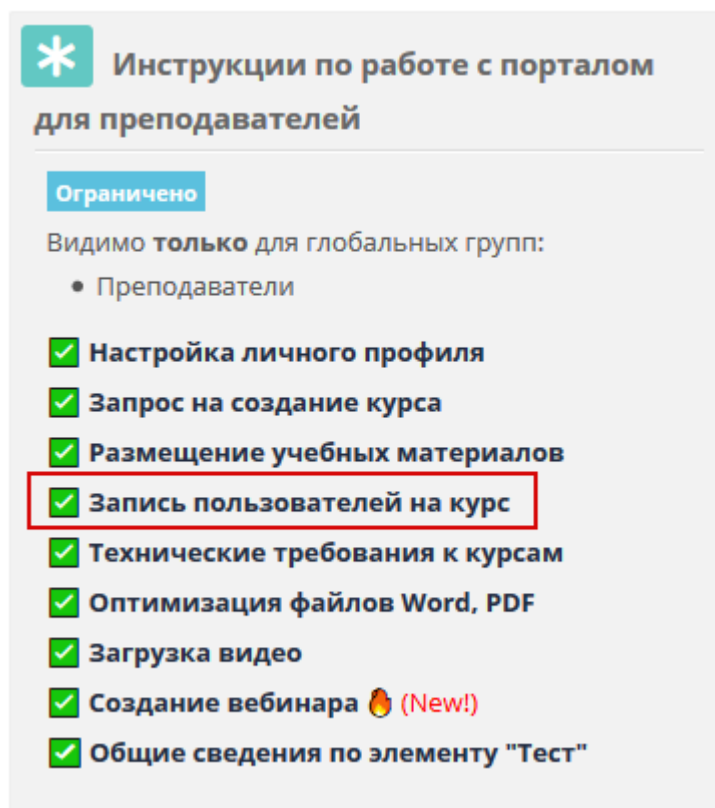 Инструкции по работе с порталом
для преподавателей
Ограничено
Видимо только для глобальных групп:
Преподаватели
Настройка личного профиля
Запрос на создание курса
Размещение учебных материалов
Запись пользователей на курс
Технические требования к курсам
Оптимизация файлов Word, PDF
Загрузка видео
Создание вебинара (New!)
Общие сведения по элементу "Тест"